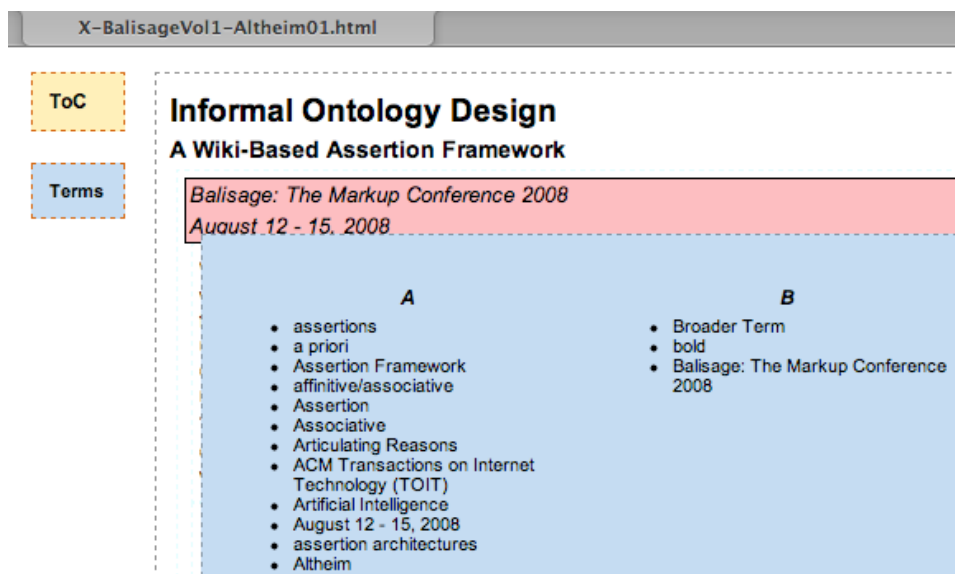 X-BalisageVol1-Altheim01.html
ToC
Terms
Informal Ontology Design
A Wiki-Based Assertion Framework
Balisage: The Markup Conference 2008
August 12 - 15, 2008
A
assertions
a priori
Assertion Framework
affinitive/associative
Assertion
Associative
Articulating Reasons
ACM Transactions on Internet
Technology (TOIT)
Artificial Intelligence
August 12 - 15, 2008
assertion architectures
Altheim
B
Broader Term
bold
Balisage: The Markup Conference
2008